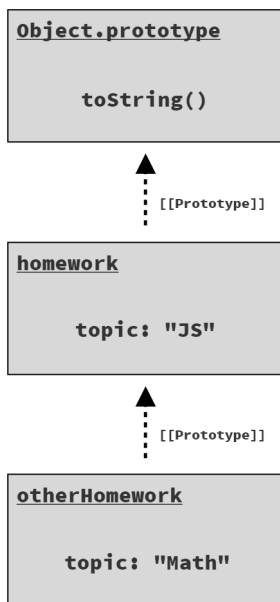 Object.prototype
toString()
[[Prototype]]
homework
topic: "JS"
[[Prototype]]
otherHomework
topic: "Math"